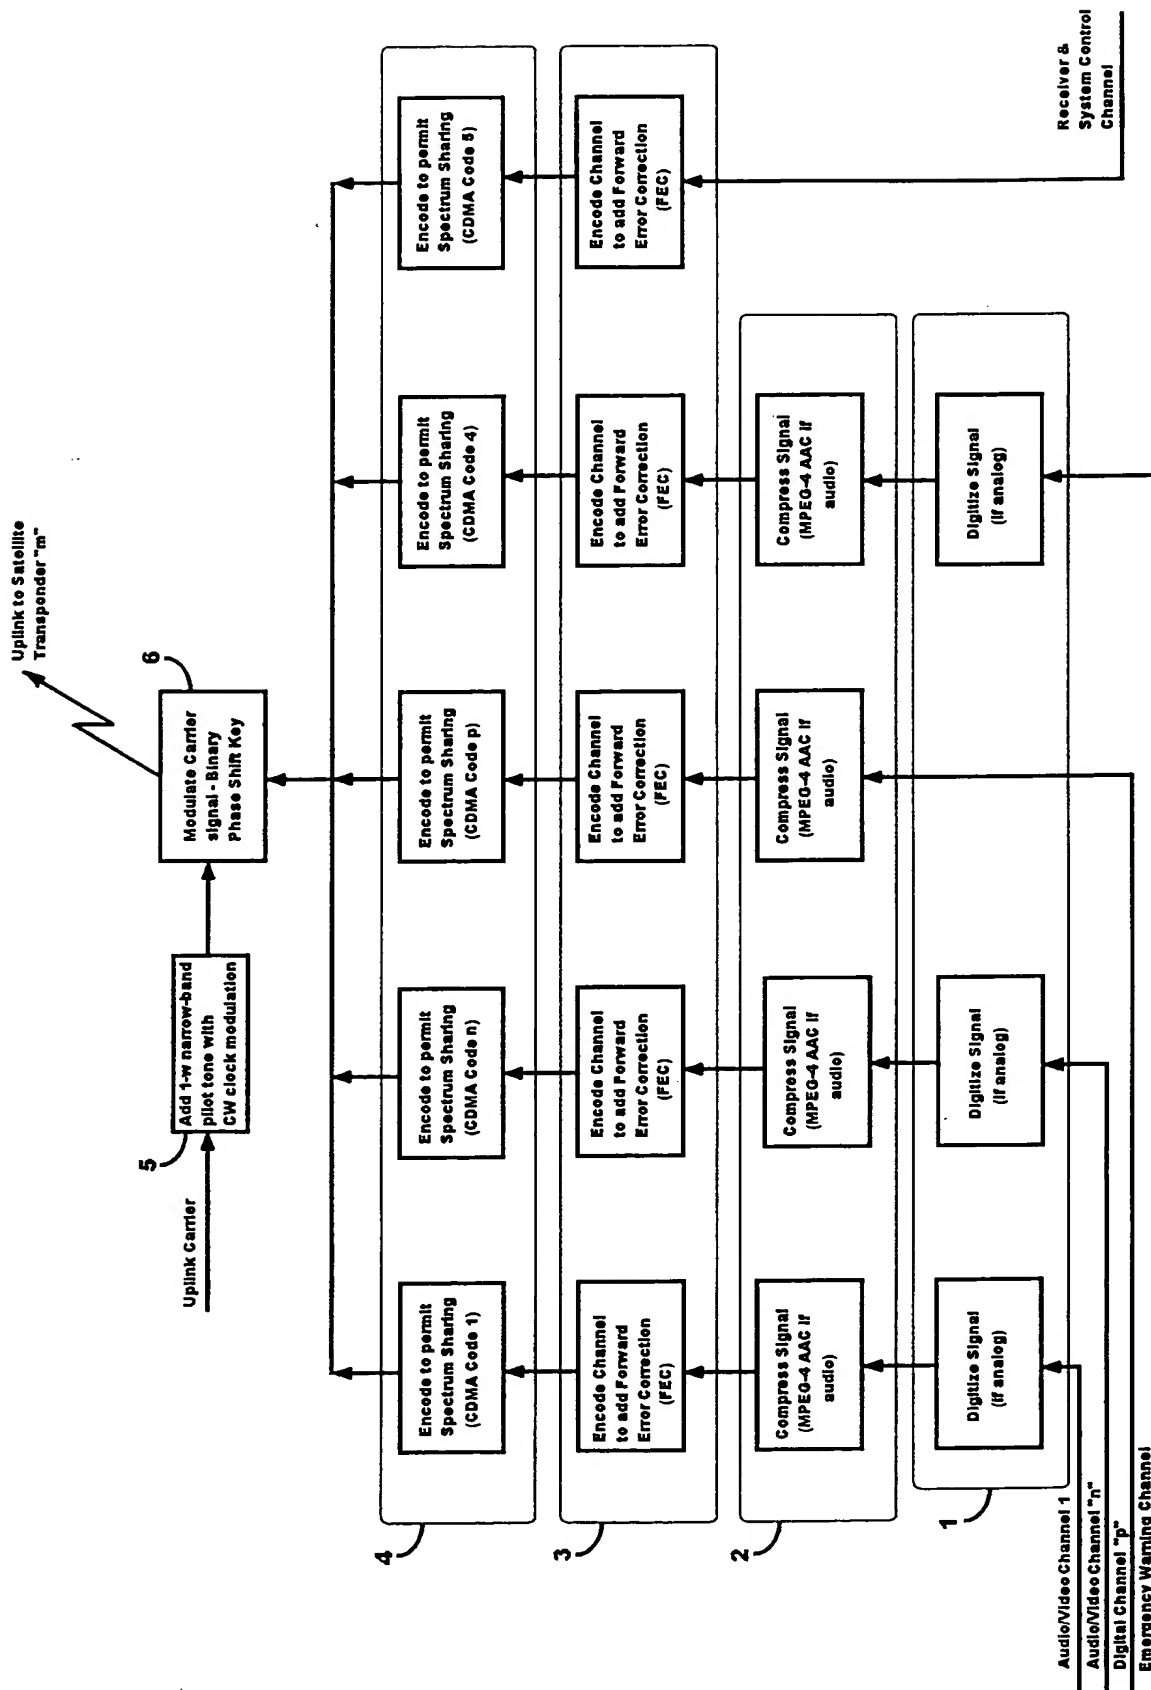 Uplink to Satellite
Transponder "m"
6
Modulate Carrier
signal - Binary
Phase Shift Key
5
Add 1-w narrow-band
pilot tone with
CW clock modulation
Uplink Carrier
4
Encode to permit
Spectrum Sharing
(CDMA Code 1)
Encode to permit
Spectrum Sharing
(CDMA Code n)
Encode to permit
Spectrum Sharing
(CDMA Code p)
Encode to permit
Spectrum Sharing
(CDMA Code 4)
Encode to permit
Spectrum Sharing
(CDMA Code 5)
3
Encode Channel
to add Forward
Error Correction
(FEC)
Encode Channel
to add Forward
Error Correction
(FEC)
Encode Channel
to add Forward
Error Correction
(FEC)
Encode Channel
to add Forward
Error Correction
(FEC)
Encode Channel
to add Forward
Error Correction
(FEC)
2
Compress Signal
(MPEG-4 AAC if
audio)
Compress Signal
(MPEG-4 AAC if
audio)
Compress Signal
(MPEG-4 AAC if
audio)
Compress Signal
(MPEG-4 AAC if
audio)
1
Digitize Signal
(if analog)
Digitize Signal
(if analog)
Digitize Signal
(if analog)
Audio/Video Channel 1
Audio/Video Channel "n"
Digital Channel "p"
Emergency Warning Channel
Receiver &
System Control
Channel